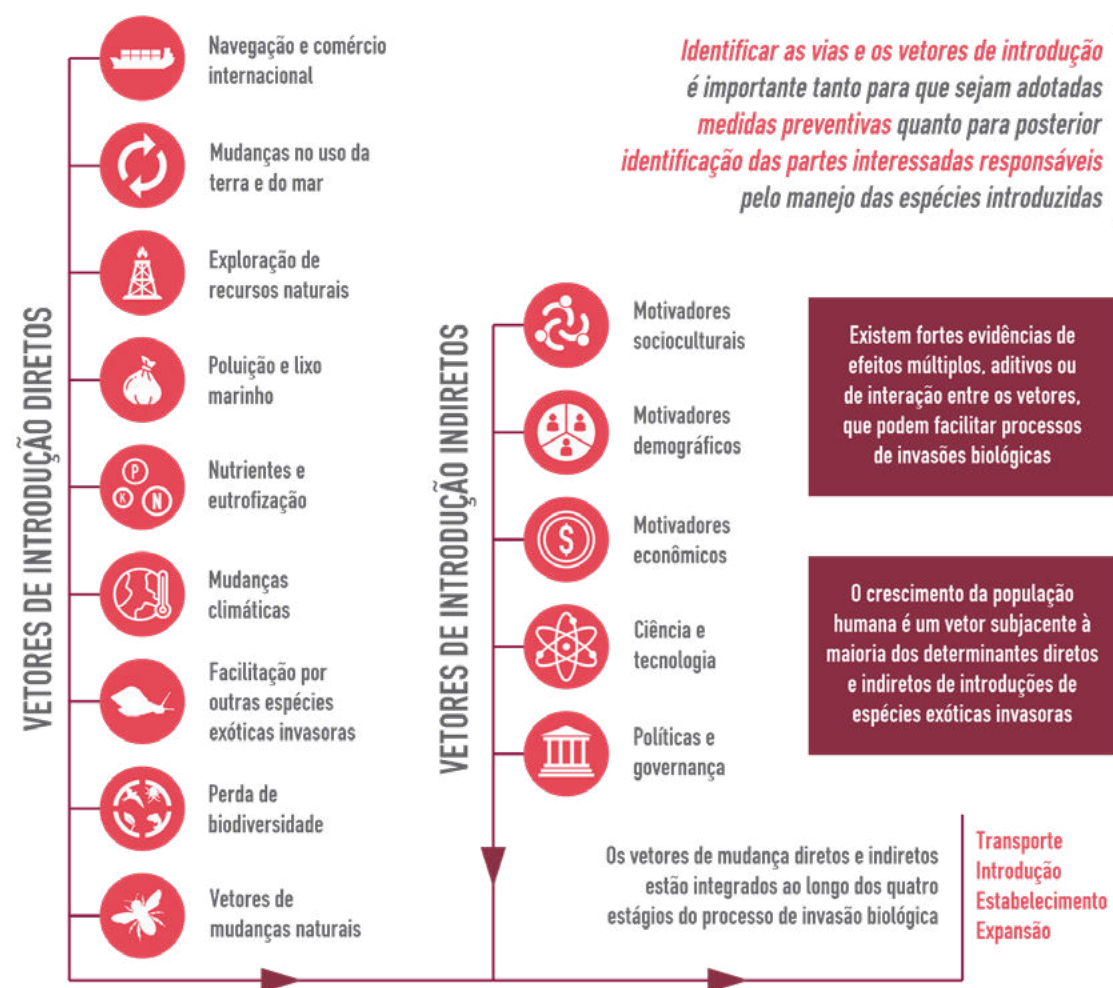 Identificar as vias e os vetores de introdução
é importante tanto para que sejam adotadas
medidas preventivas quanto para posterior
identificação das partes interessadas responsáveis
pelo manejo das espécies introduzidas
VETORES DE INTRODUÇÃO DIRETOS
Navegação e comércio
internacional
Mudanças no uso da
terra e do mar
Exploração de
recursos naturais
Poluição e lixo
marinho
P
K
N
Nutrientes e
eutrofização
Mudanças
climáticas
Facilitação por
outras espécies
exóticas invasoras
Perda de
biodiversidade
Vetores de
mudanças naturais
VETORES DE INTRODUÇÃO INDIRETOS
Motivadores
socioculturais
Motivadores
demográficos
$
Motivadores
econômicos
Ciência e
tecnologia
Políticas e
governança
Existem fortes evidências de
efeitos múltiplos, aditivos ou
de interação entre os vetores,
que podem facilitar processos
de invasões biológicas
O crescimento da população
humana é um vetor subjacente à
maioria dos determinantes diretos
e indiretos de introduções de
espécies exóticas invasoras
Os vetores de mudança diretos e indiretos
estão integrados ao longo dos quatro
estágios do processo de invasão biológica
Transporte
Introdução
Estabelecimento
Expansão